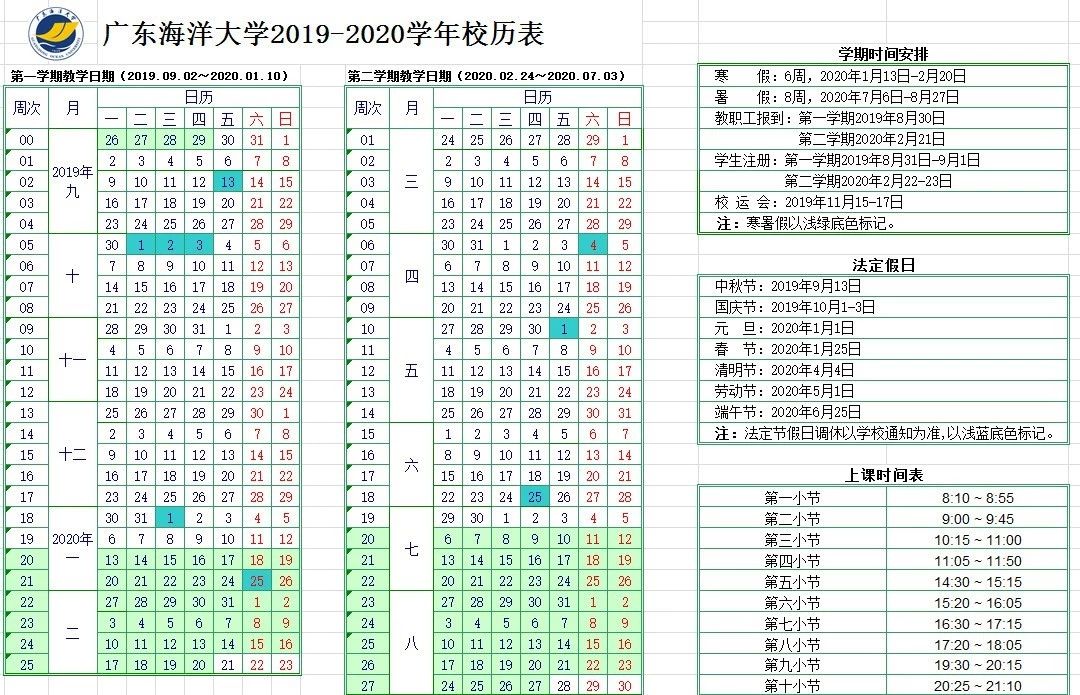 广东海洋大学2019-2020学年校历表
第一学期教学日期（2019.09.02～2020.01.10）
周次 月 日历
一 二 三 四 五 六 日
00 26 27 28 29 30 31 1
01 2 3 4 5 6 7 8
2019年
02 9 10 11 12 13 14 15
九
03 16 17 18 19 20 21 22
04 23 24 25 26 27 28 29
05 30 1 2 3 4 5 6
06 7 8 9 10 11 12 13
十
07 14 15 16 17 18 19 20
08 21 22 23 24 25 26 27
09 28 29 30 31 1 2 3
10 4 5 6 7 8 9 10
十一
11 11 12 13 14 15 16 17
12 18 19 20 21 22 23 24
13 25 26 27 28 29 30 1
14 2 3 4 5 6 7 8
十二
15 9 10 11 12 13 14 15
16 16 17 18 19 20 21 22
17 23 24 25 26 27 28 29
18 30 31 1 2 3 4 5
19 2020年 6 7 8 9 10 11 12
一
20 13 14 15 16 17 18 19
21 20 21 22 23 24 25 26
22 27 28 29 30 31 1 2
23 3 4 5 6 7 8 9
二
24 10 11 12 13 14 15 16
25 17 18 19 20 21 22 23
第二学期教学日期（2020.02.24～2020.07.03）
周次 月 日历
一 二 三 四 五 六 日
01 24 25 26 27 28 29 1
02 2 3 4 5 6 7 8
03 三 9 10 11 12 13 14 15
04 16 17 18 19 20 21 22
05 23 24 25 26 27 28 29
06 30 31 1 2 3 4 5
07 6 7 8 9 10 11 12
四
08 13 14 15 16 17 18 19
09 20 21 22 23 24 25 26
10 27 28 29 30 1 2 3
11 4 5 6 7 8 9 10
12 五 11 12 13 14 15 16 17
13 18 19 20 21 22 23 24
14 25 26 27 28 29 30 31
15 1 2 3 4 5 6 7
16 8 9 10 11 12 13 14
六
17 15 16 17 18 19 20 21
18 22 23 24 25 26 27 28
19 29 30 1 2 3 4 5
20 6 7 8 9 10 11 12
七
21 13 14 15 16 17 18 19
22 20 21 22 23 24 25 26
23 27 28 29 30 31 1 2
24 3 4 5 6 7 8 9
25 八 10 11 12 13 14 15 16
26 17 18 19 20 21 22 23
27 24 25 26 27 28 29 30
学期时间安排
寒 假：6周，2020年1月13日-2月20日
暑 假：8周，2020年7月6日-8月27日
教职工报到：第一学期2019年8月30日
第二学期2020年2月21日
学生注册：第一学期2019年8月31日-9月1日
第二学期2020年2月22-23日
校 运 会：2019年11月15-17日
注：寒暑假以浅绿底色标记。
法定假日
中秋节：2019年9月13日
国庆节：2019年10月1-3日
元 旦：2020年1月1日
春 节：2020年1月25日
清明节：2020年4月4日
劳动节：2020年5月1日
端午节：2020年6月25日
注：法定节假日调休以学校通知为准,以浅蓝底色标记。
上课时间表
第一小节 8:10 ~ 8:55
第二小节 9:00 ~ 9:45
第三小节 10:15 ~ 11:00
第四小节 11:05 ~ 11:50
第五小节 14:30 ~ 15:15
第六小节 15:20 ~ 16:05
第七小节 16:30 ~ 17:15
第八小节 17:20 ~ 18:05
第九小节 19:30 ~ 20:15
第十小节 20:25 ~ 21:10